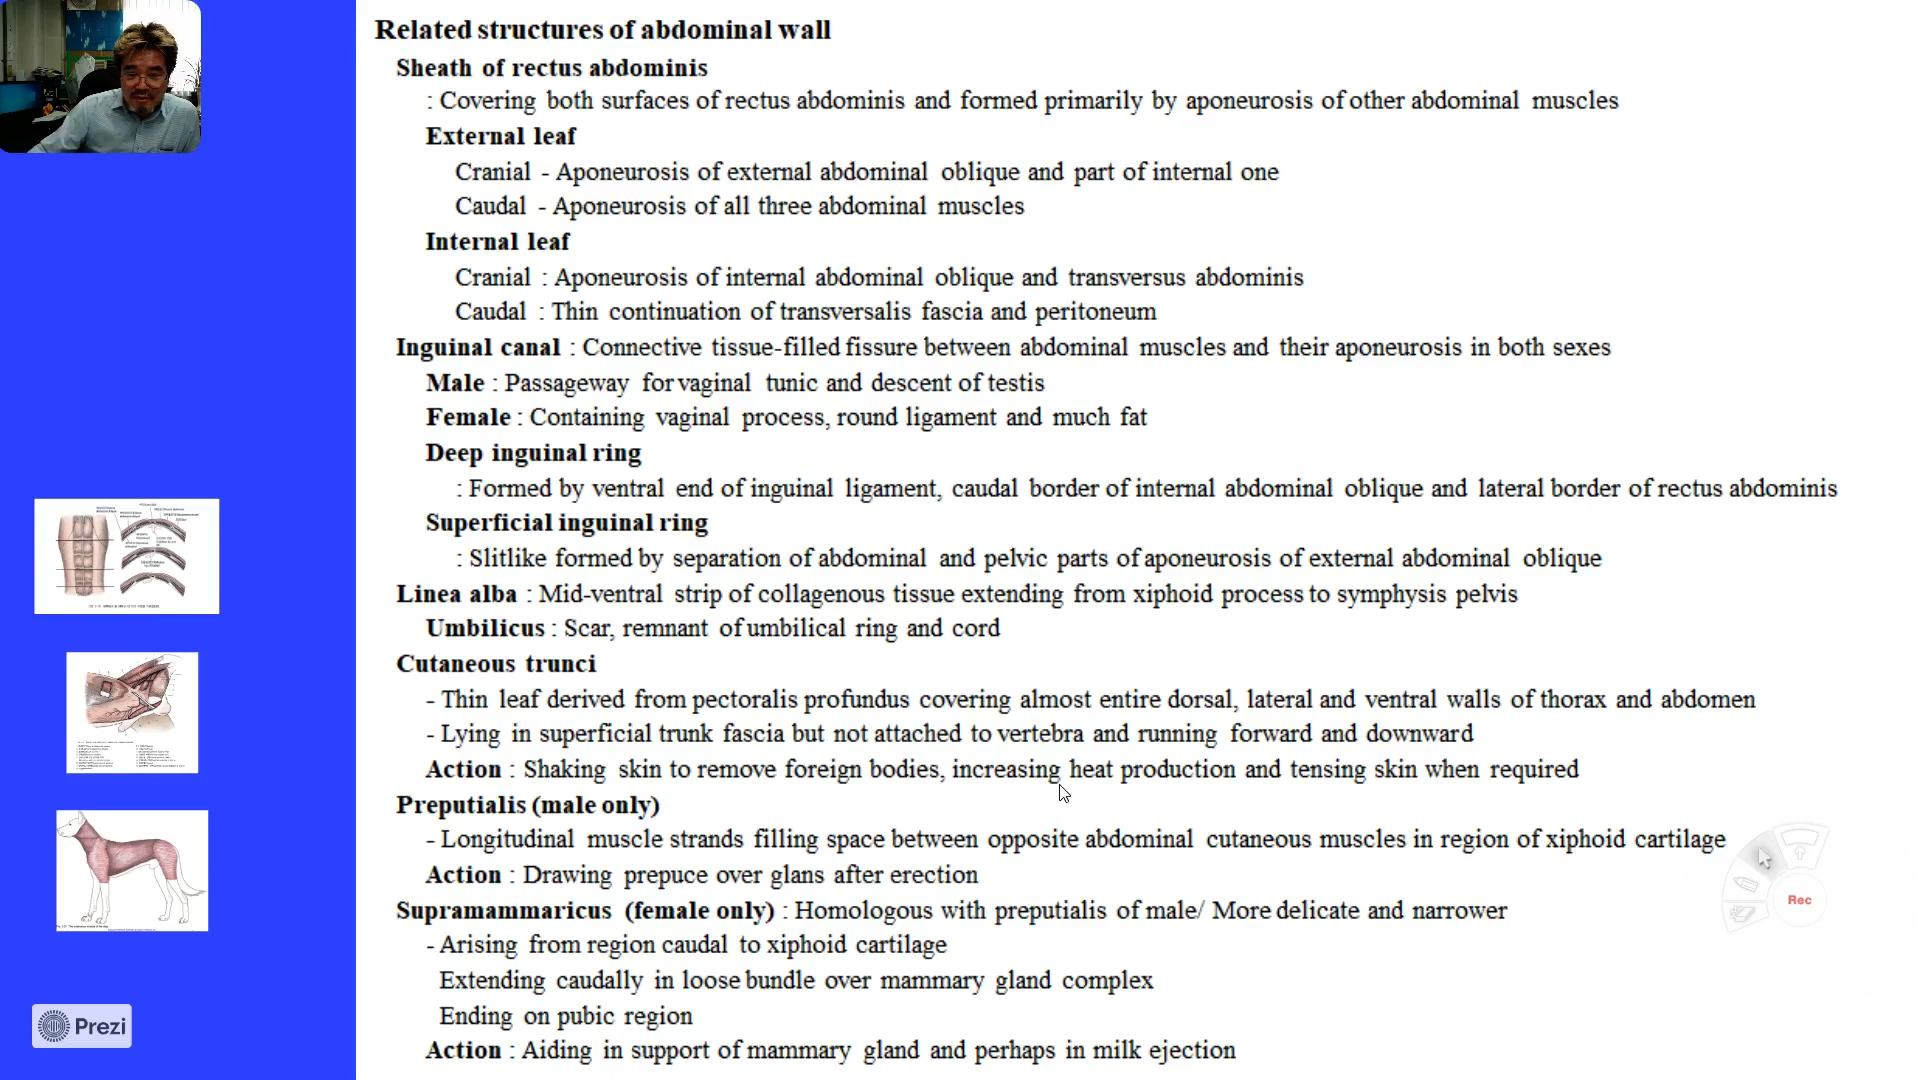 Related structures of abdominal wall
Sheath of rectus abdominis
: Covering both surfaces of rectus abdominis and formed primarily by aponeurosis of other abdominal muscles
External leaf
Cranial - Aponeurosis of external abdominal oblique and part of internal one
Caudal - Aponeurosis of all three abdominal muscles
Internal leaf
Cranial : Aponeurosis of internal abdominal oblique and transversus abdominis
Caudal : Thin continuation of transversalis fascia and peritoneum
Inguinal canal : Connective tissue-filled fissure between abdominal muscles and their aponeurosis in both sexes
Male : Passageway for vaginal tunic and descent of testis
Female : Containing vaginal process, round ligament and much fat
Deep inguinal ring
: Formed by ventral end of inguinal ligament, caudal border of internal abdominal oblique and lateral border of rectus abdominis
Superficial inguinal ring
: Slitlike formed by separation of abdominal and pelvic parts of aponeurosis of external abdominal oblique
Linea alba : Mid-ventral strip of collagenous tissue extending from xiphoid process to symphysis pelvis
Umbilicus : Scar, remnant of umbilical ring and cord
Cutaneous trunci
- Thin leaf derived from pectoralis profundus covering almost entire dorsal, lateral and ventral walls of thorax and abdomen
- Lying in superficial trunk fascia but not attached to vertebra and running forward and downward
Action : Shaking skin to remove foreign bodies, increasing heat production and tensing skin when required
Preputialis (male only)
- Longitudinal muscle strands filling space between opposite abdominal cutaneous muscles in region of xiphoid cartilage
Action : Drawing prepuce over glans after erection
Supramammaricus (female only) : Homologous with preputialis of male/ More delicate and narrower
- Arising from region caudal to xiphoid cartilage
Extending caudally in loose bundle over mammary gland complex
Ending on pubic region
Action : Aiding in support of mammary gland and perhaps in milk ejection
Rec
Prezi